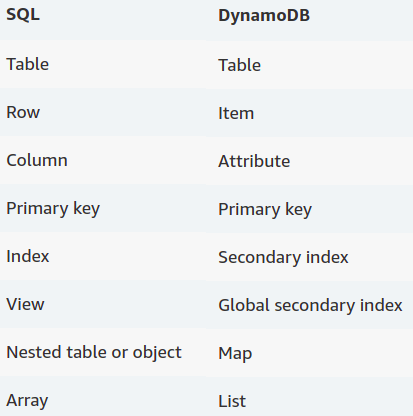 SQL DynamoDB
Table Table
Row Item
Column Attribute
Primary key Primary key
Index Secondary index
View Global secondary index
Nested table or object Map
Array List